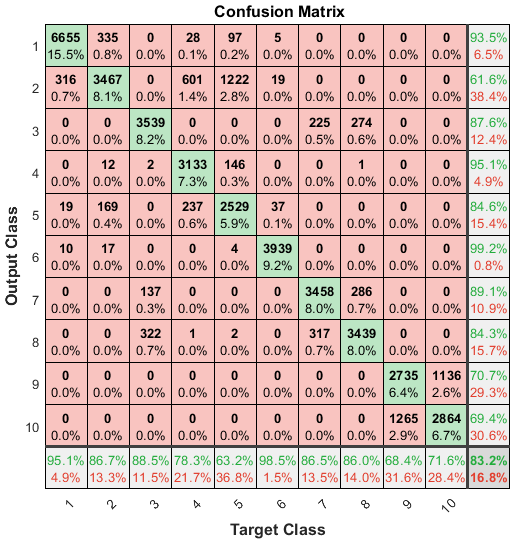 Confusion Matrix
1 6655 335 0 28 97 5 0 0 0 0 93.5%
15.5% 0.8% 0.0% 0.1% 0.2% 0.0% 0.0% 0.0% 0.0% 0.0% 6.5%
2 316 3467 0 601 1222 19 0 0 0 0 61.6%
0.7% 8.1% 0.0% 1.4% 2.8% 0.0% 0.0% 0.0% 0.0% 0.0% 38.4%
3 0 0 3539 0 0 0 225 274 0 0 87.6%
0.0% 0.0% 8.2% 0.0% 0.0% 0.0% 0.5% 0.6% 0.0% 0.0% 12.4%
4 0 12 2 3133 146 0 0 1 0 0 95.1%
0.0% 0.0% 0.0% 7.3% 0.3% 0.0% 0.0% 0.0% 0.0% 0.0% 4.9%
5 19 169 0 237 2529 37 0 0 0 0 84.6%
0.0% 0.4% 0.0% 0.6% 5.9% 0.1% 0.0% 0.0% 0.0% 0.0% 15.4%
6 10 17 0 0 4 3939 0 0 0 0 99.2%
0.0% 0.0% 0.0% 0.0% 0.0% 9.2% 0.0% 0.0% 0.0% 0.0% 0.8%
7 0 0 137 0 0 0 3458 286 0 0 89.1%
0.0% 0.0% 0.3% 0.0% 0.0% 0.0% 8.0% 0.7% 0.0% 0.0% 10.9%
8 0 0 322 1 2 0 317 3439 0 0 84.3%
0.0% 0.0% 0.7% 0.0% 0.0% 0.0% 0.7% 8.0% 0.0% 0.0% 15.7%
9 0 0 0 0 0 0 0 0 2735 1136 70.7%
0.0% 0.0% 0.0% 0.0% 0.0% 0.0% 0.0% 0.0% 6.4% 2.6% 29.3%
10 0 0 0 0 0 0 0 0 1265 2864 69.4%
0.0% 0.0% 0.0% 0.0% 0.0% 0.0% 0.0% 0.0% 2.9% 6.7% 30.6%
95.1% 86.7% 88.5% 78.3% 63.2% 98.5% 86.5% 86.0% 68.4% 71.6% 83.2%
4.9% 13.3% 11.5% 21.7% 36.8% 1.5% 13.5% 14.0% 31.6% 28.4% 16.8%
1 2 3 4 5 6 7 8 9 10
Target Class
Output Class